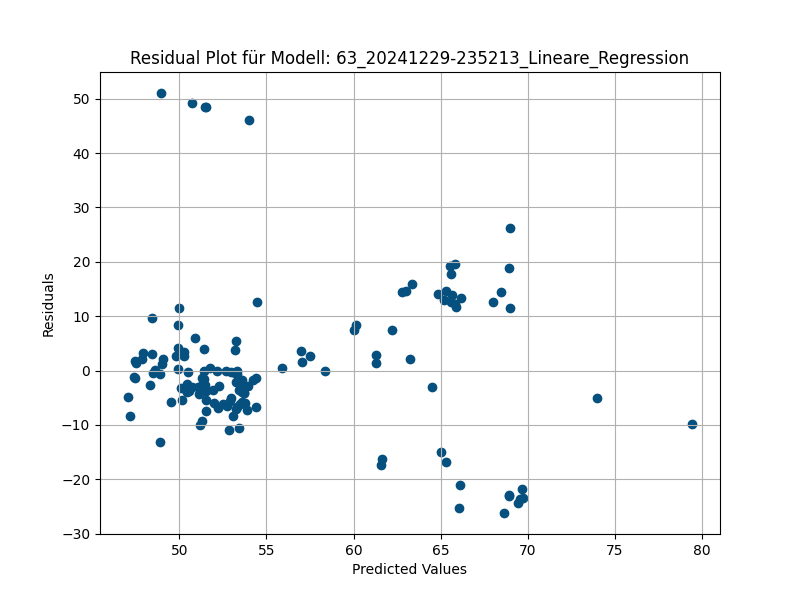 Residual Plot für Modell: 63_20241229-235213_Lineare_Regression
50
40
30
20
10
0
−10
−20
−30
Residuals
50 55 60 65 70 75 80
Predicted Values